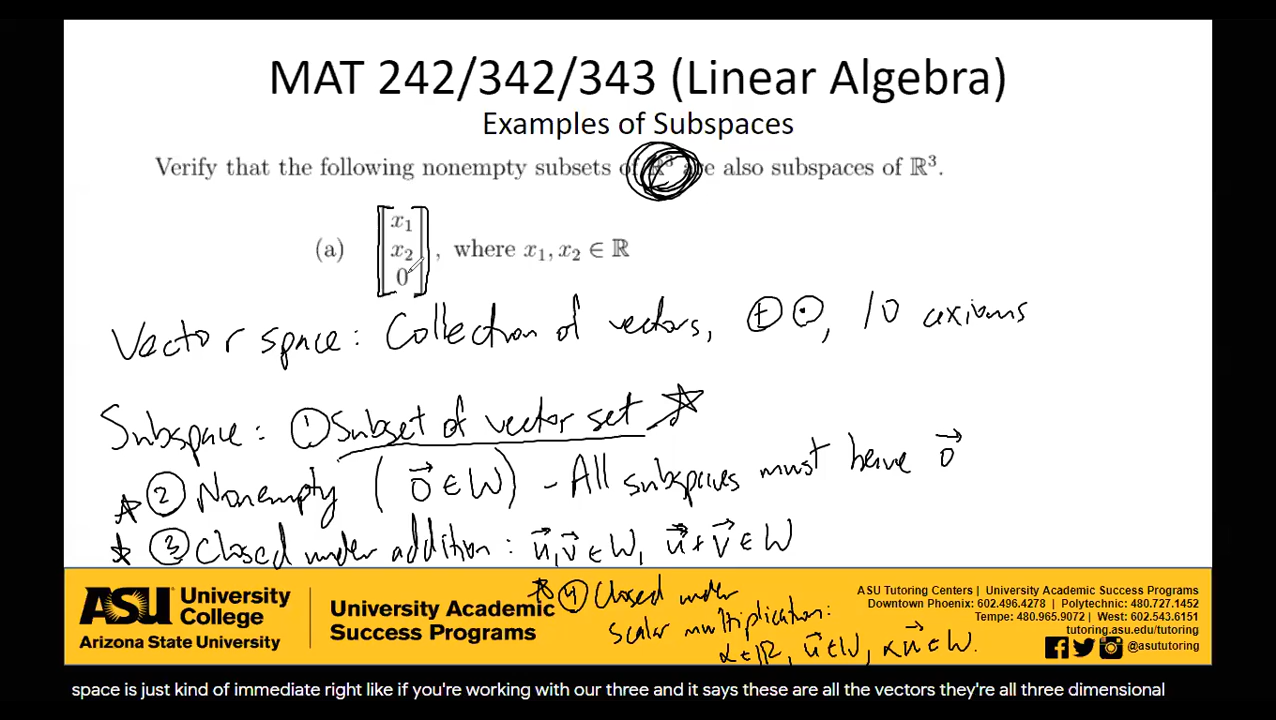 MAT 242/342/343 (Linear Algebra)
Examples of Subspaces
Verify that the following nonempty subsets of ℝ³ are also subspaces of ℝ³.
(a) [x₁ x₂ 0], where x₁, x₂ ∈ ℝ
Vector space: Collection of vectors, ⊕ ⊙, 10 axioms
Subspace: ① Subset of vector set ☆
☆ ② Nonempty (0⃗ ∈ W) - All subspaces must have 0⃗
☆ ③ Closed under addition: u⃗, v⃗ ∈ W, u⃗ + v⃗ ∈ W
☆ ④ Closed under
scalar multiplication:
α ∈ ℝ, u⃗ ∈ W, αu⃗ ∈ W.
ASU University College
Arizona State University
University Academic
Success Programs
ASU Tutoring Centers | University Academic Success Programs
Downtown Phoenix: 602.496.4278 | Polytechnic: 480.727.1452
Tempe: 480.965.9072 | West: 602.543.6151
tutoring.asu.edu/tutoring
@asututoring
space is just kind of immediate right like if you're working with our three and it says these are all the vectors they're all three dimensional